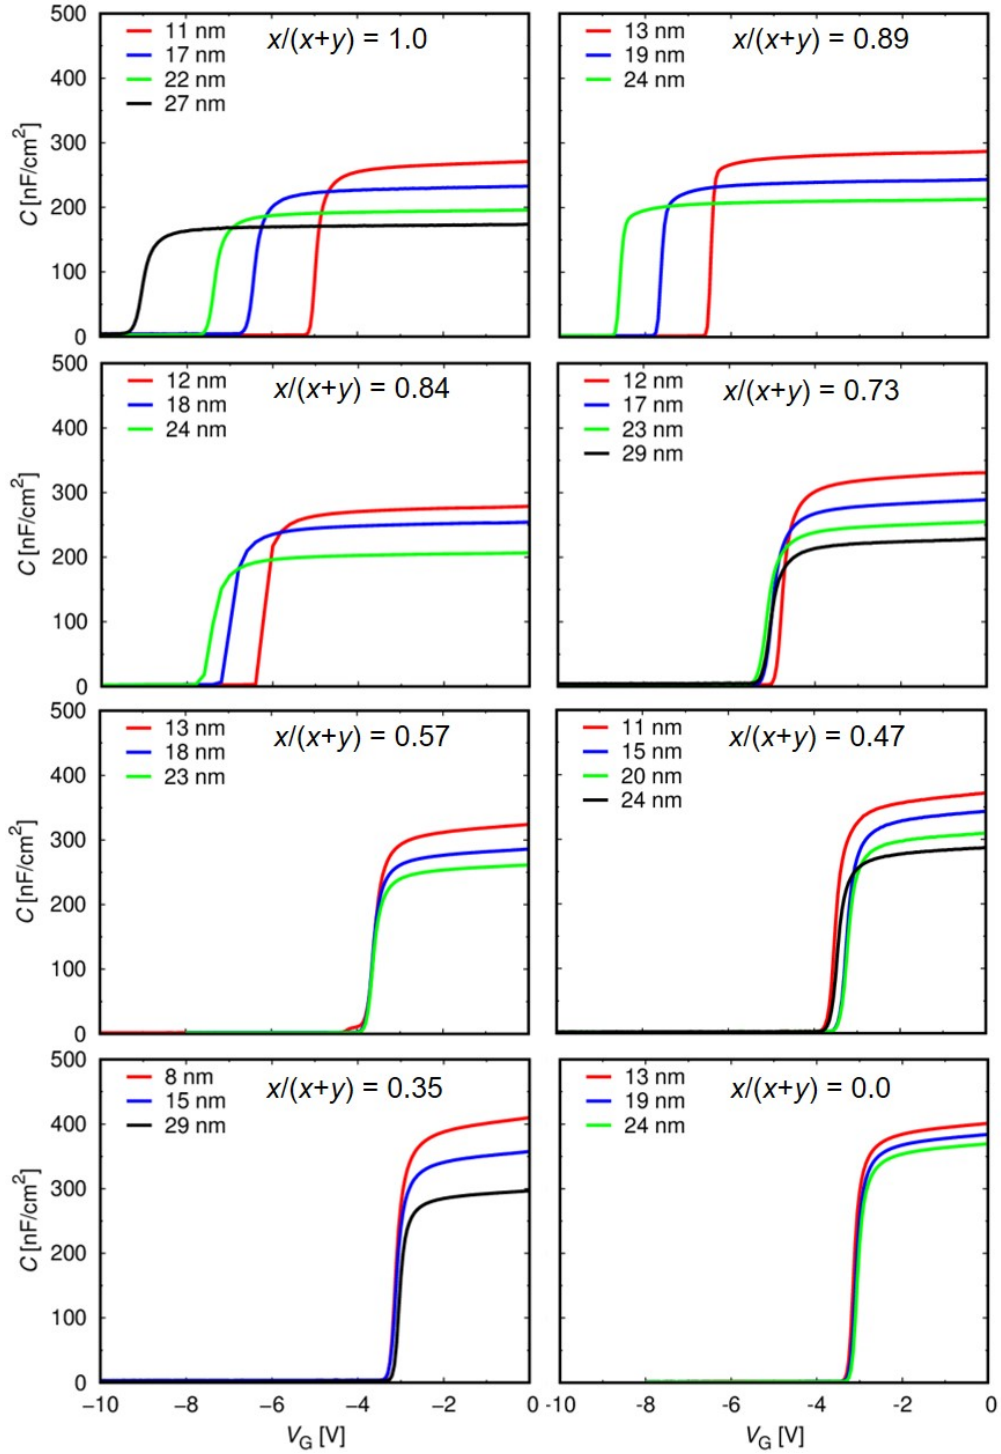 500
400
300
200
100
0
C [nF/cm²]
11 nm
17 nm
22 nm
27 nm
x/(x+y) = 1.0
13 nm
19 nm
24 nm
x/(x+y) = 0.89
500
400
300
200
100
0
C [nF/cm²]
12 nm
18 nm
24 nm
x/(x+y) = 0.84
12 nm
17 nm
23 nm
29 nm
x/(x+y) = 0.73
500
400
300
200
100
0
C [nF/cm²]
13 nm
18 nm
23 nm
x/(x+y) = 0.57
11 nm
15 nm
20 nm
24 nm
x/(x+y) = 0.47
500
400
300
200
100
0
C [nF/cm²]
8 nm
15 nm
29 nm
x/(x+y) = 0.35
−10 −8 −6 −4 −2 0
V_G [V]
13 nm
19 nm
24 nm
x/(x+y) = 0.0
-10 -8 -6 -4 -2 0
V_G [V]